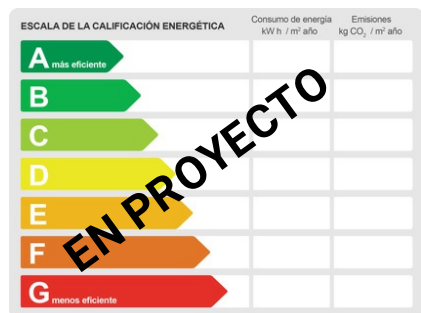 ESCALA DE LA CALIFICACIÓN ENERGÉTICA
Consumo de energía
kW h / m² año
Emisiones
kg CO₂ / m² año
A más eficiente
B
C
D
E
F
G menos eficiente
EN PROYECTO